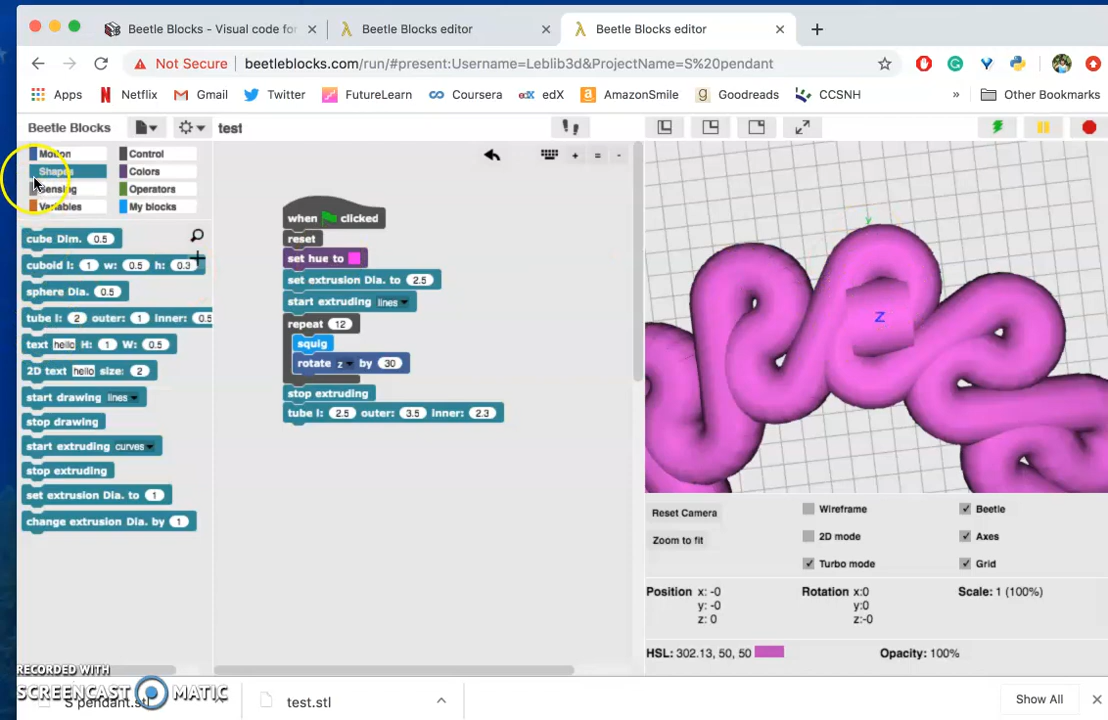 Beetle Blocks - Visual code for
Beetle Blocks editor
Beetle Blocks editor
Not Secure
beetleblocks.com/run/#present:Username=Leblib3d&ProjectName=S%20pendant
Apps
Netflix
Gmail
Twitter
FutureLearn
Coursera
edX
AmazonSmile
Goodreads
CCSNH
»
Other Bookmarks
Beetle Blocks
test
Motion
Control
Shapes
Colors
Sensing
Operators
Variables
My blocks
cube Dim. 0.5
cuboid l: 1 w: 0.5 h: 0.3
sphere Dia. 0.5
tube l: 2 outer: 1 inner: 0.5
text hello H: 1 W: 0.5
2D text hello size: 2
start drawing lines
stop drawing
start extruding curves
stop extruding
set extrusion Dia. to 1
change extrusion Dia. by 1
+ = -
when clicked
reset
set hue to
set extrusion Dia. to 2.5
start extruding lines
repeat 12
squig
rotate z by 30
stop extruding
tube l: 2.5 outer: 3.5 inner: 2.3
y
z
Reset Camera
Zoom to fit
Wireframe
2D mode
Turbo mode
Beetle
Axes
Grid
Position x: -0
y: -0
z: 0
Rotation x:0
y:0
z:-0
Scale: 1 (100%)
HSL: 302.13, 50, 50
Opacity: 100%
RECORDED WITH
SCREENCAST MATIC
S pendant.stl
test.stl
Show All